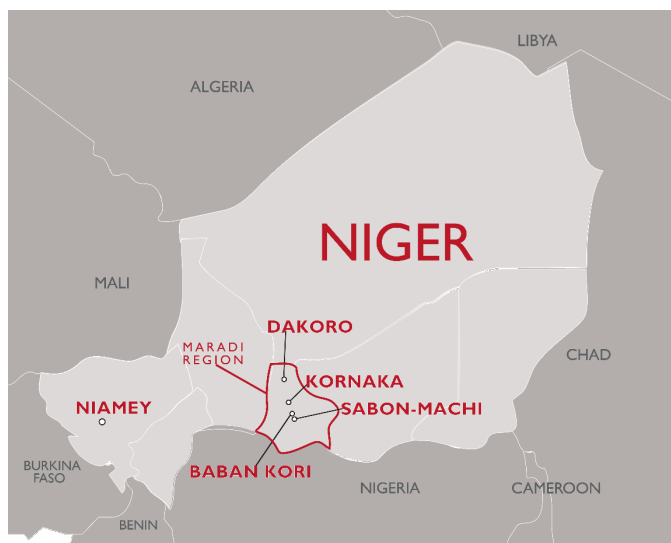 LIBYA
ALGERIA
NIGER
MALI
DAKORO
MARADI
REGION
CHAD
KORNAKA
NIAMEY
SABON-MACHI
BURKINA
FASO
BABAN KORI
NIGERIA
CAMEROON
BENIN